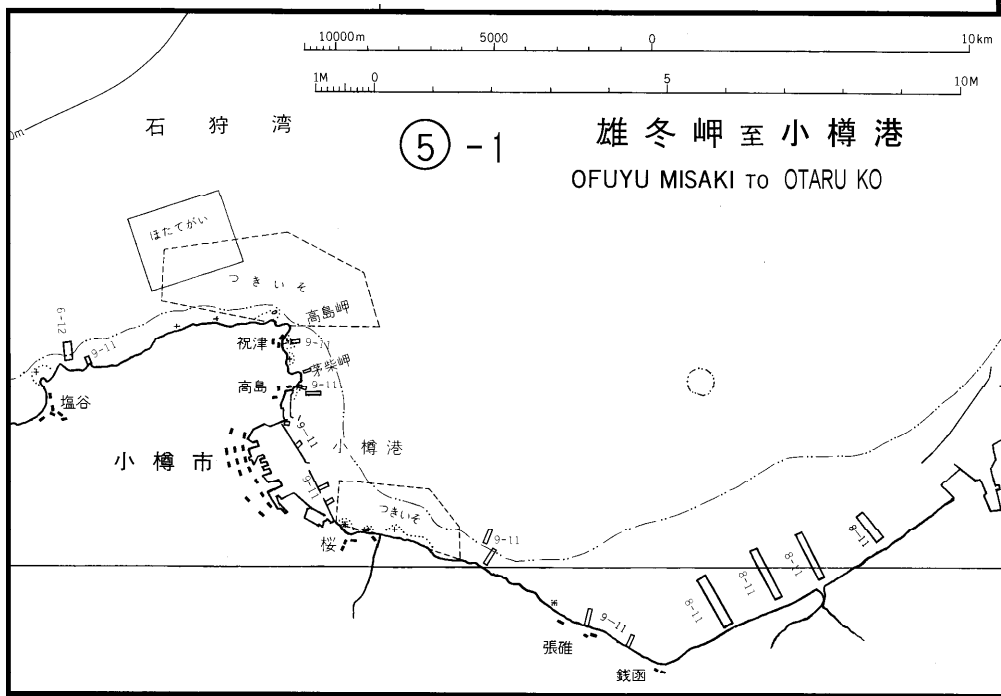 10000m 5000 0 10km
1M 0 5 10M
0m
石狩湾
⑤-1
雄冬岬至小樽港
OFUYU MISAKI TO OTARU KO
ほたてがい
つきいそ
高島岬
6-12
9-11
祝津
9-11
茅柴岬
高島
9-11
塩谷
9-11
小樽港
小樽市
9-11
つきいそ
桜
9-11
8-11
8-11
8-11
8-11
9-11
張碓
銭函